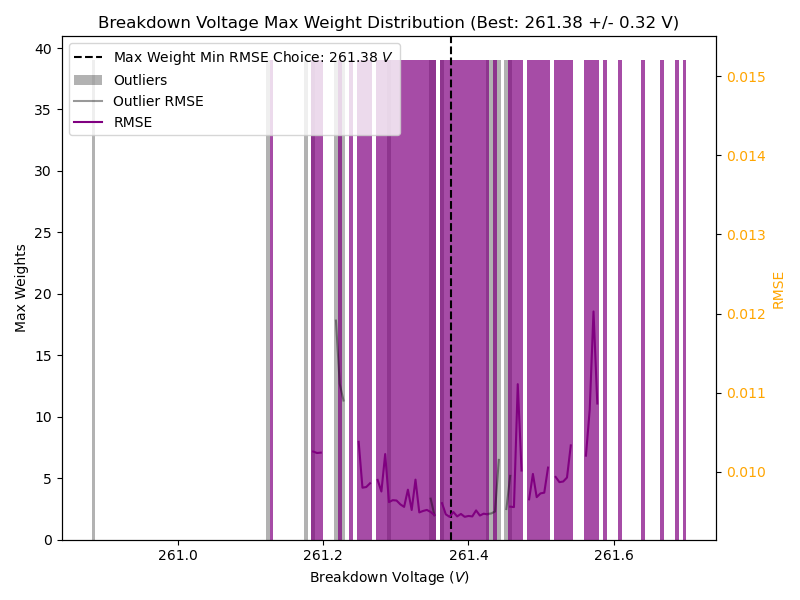 Breakdown Voltage Max Weight Distribution (Best: 261.38 +/- 0.32 V)
Max Weight Min RMSE Choice: 261.38 V
Outliers
Outlier RMSE
RMSE
Max Weights
40
35
30
25
20
15
10
5
0
261.0
261.2
261.4
261.6
Breakdown Voltage (V)
0.015
0.014
0.013
0.012
0.011
0.010
RMSE